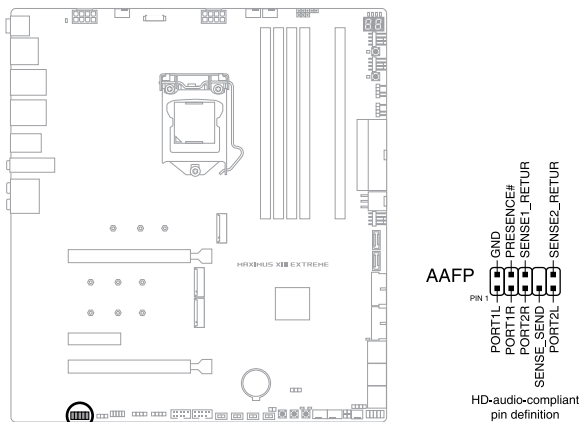 MAXIMUS XIII EXTREME
AAFP
PIN 1
GND
PRESENCE#
SENSE1_RETUR
SENSE2_RETUR
PORT1L
PORT1R
PORT2R
SENSE_SEND
PORT2L
HD-audio-compliant
pin definition